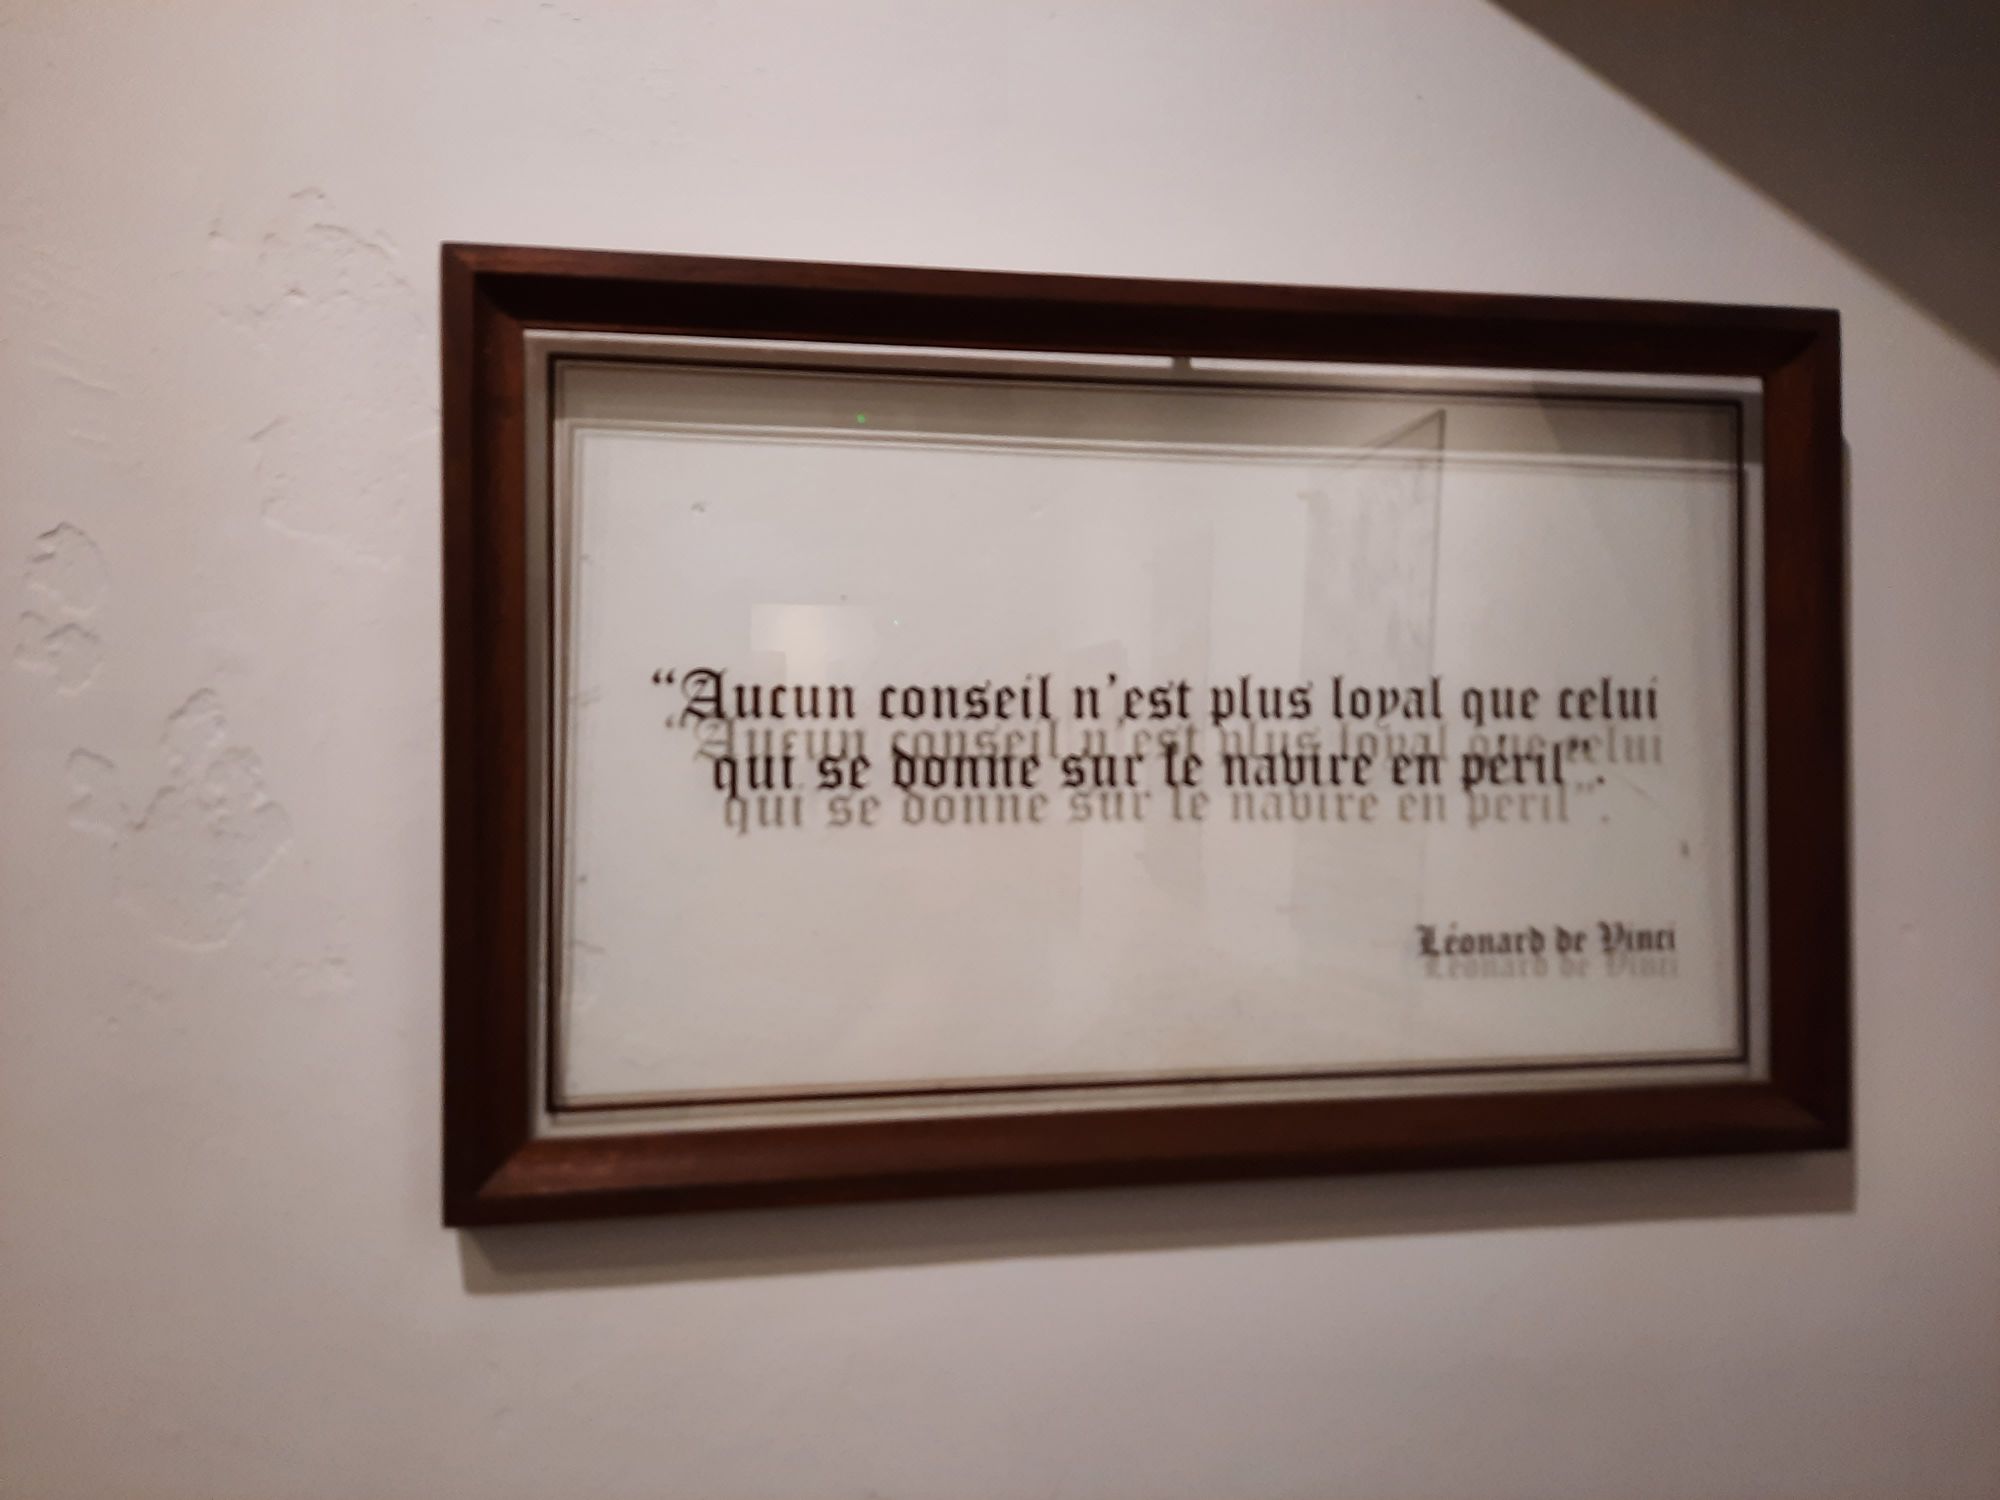 “Aucun conseil n’est plus loyal que celui
qui se donne sur le navire en péril”.
Léonard de Vinci